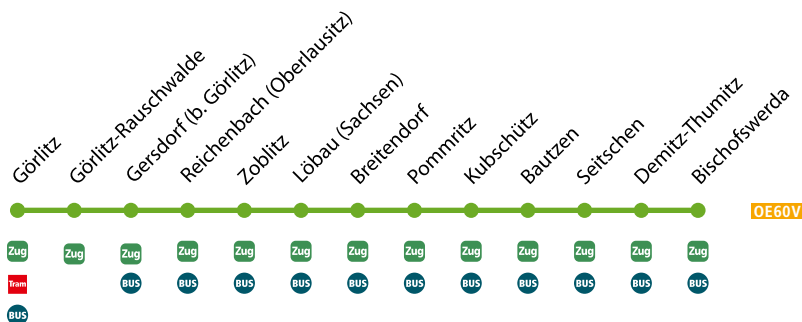 Görlitz
Görlitz-Rauschwalde
Gersdorf (b. Görlitz)
Reichenbach (Oberlausitz)
Zoblitz
Löbau (Sachsen)
Breitendorf
Pommritz
Kubschütz
Bautzen
Seitschen
Demitz-Thumitz
Bischofswerda
OE60V
Zug Zug Zug Zug Zug Zug Zug Zug Zug Zug Zug Zug Zug
Tram BUS BUS BUS BUS BUS BUS BUS BUS BUS BUS BUS
BUS